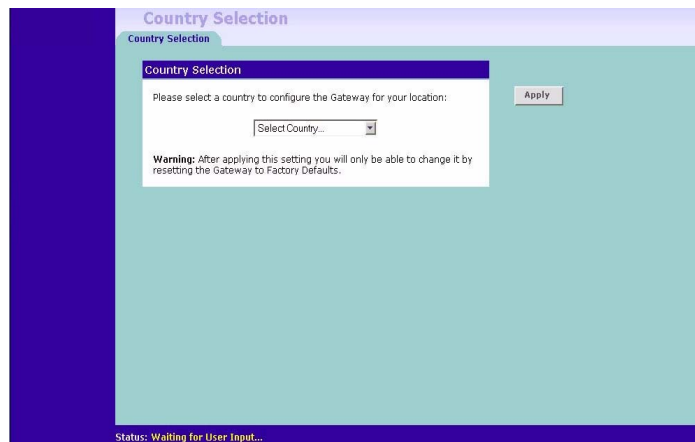 Country Selection
Country Selection
Country Selection
Please select a country to configure the Gateway for your location:
Apply
Select Country...
Warning: After applying this setting you will only be able to change it by
resetting the Gateway to Factory Defaults.
Status: Waiting for User Input...